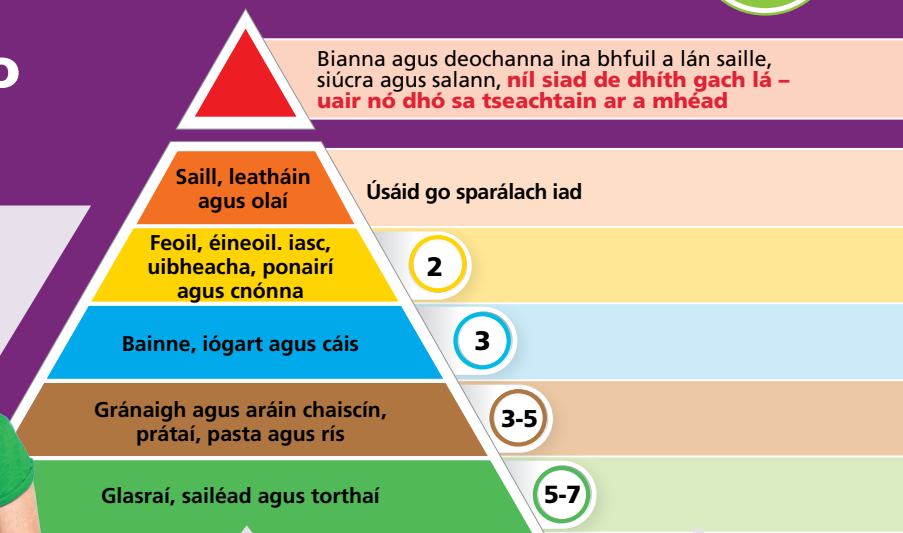 Bianna agus deochanna ina bhfuil a lán saille,
siúcra agus salann, níl siad de dhíth gach lá –
uair nó dhó sa tseachtain ar a mhéad
Saill, leatháin
agus olaí
Úsáid go sparálach iad
Feoil, éineoil. iasc,
uibheacha, ponairí
agus cnónna
2
Bainne, iógart agus cáis
3
Gránaigh agus aráin chaiscín,
prátaí, pasta agus rís
3-5
Glasraí, sailéad agus torthaí
5-7